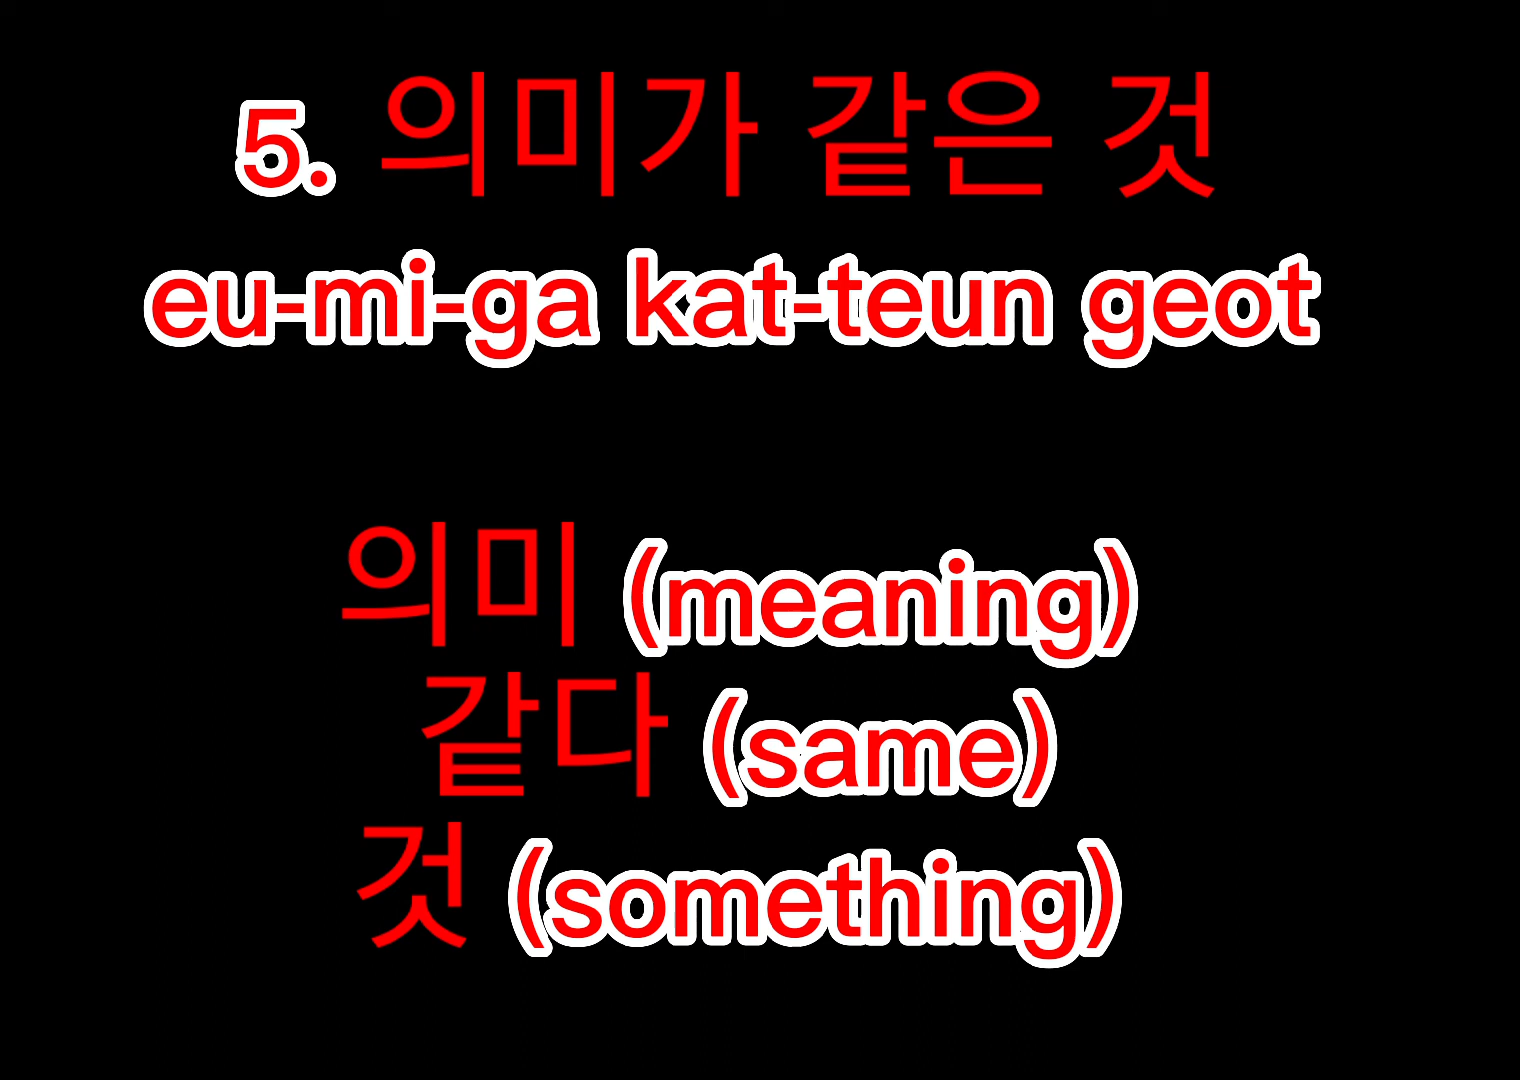 5. 의미가 같은 것
eu-mi-ga kat-teun geot
의미 (meaning)
같다 (same)
것 (something)